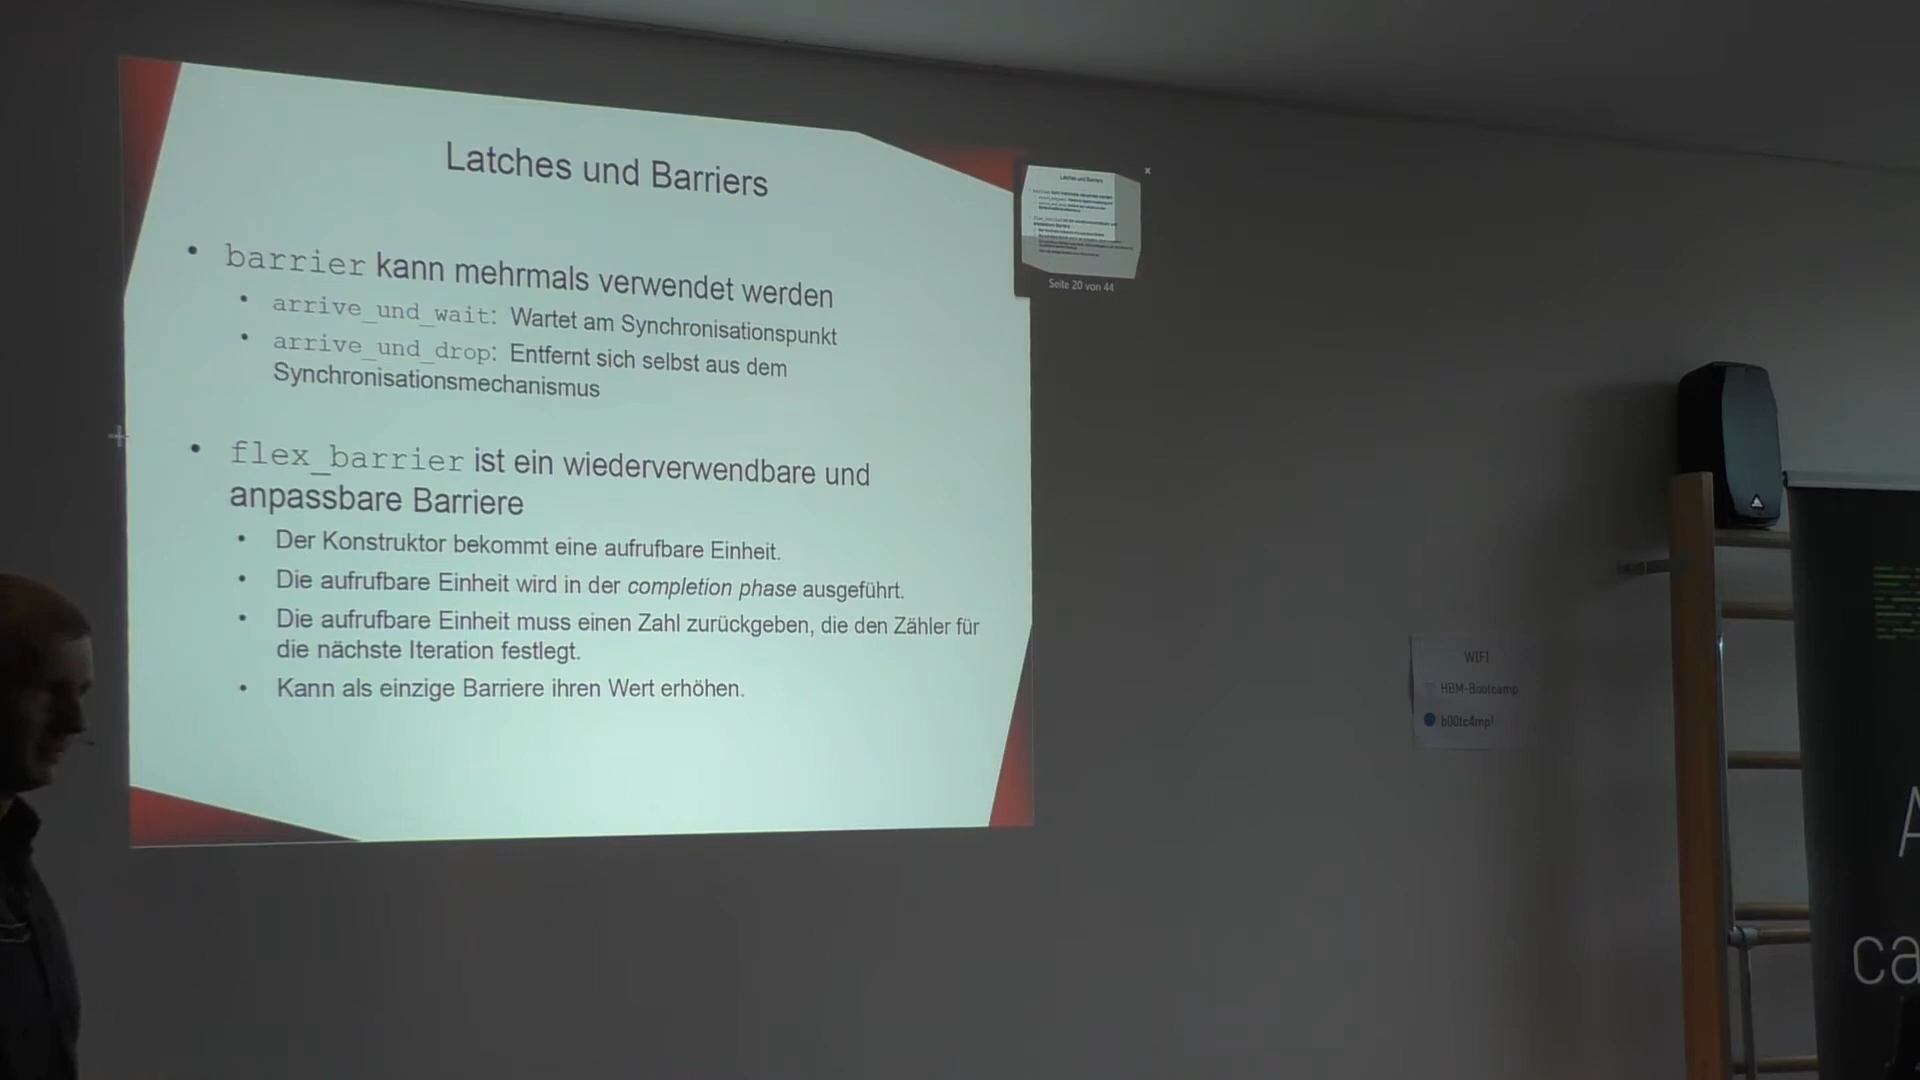 Latches und Barriers
• barrier kann mehrmals verwendet werden
• arrive_und_wait: Wartet am Synchronisationspunkt
• arrive_und_drop: Entfernt sich selbst aus dem
Synchronisationsmechanismus
• flex_barrier ist ein wiederverwendbare und
anpassbare Barriere
• Der Konstruktor bekommt eine aufrufbare Einheit.
• Die aufrufbare Einheit wird in der completion phase ausgeführt.
• Die aufrufbare Einheit muss einen Zahl zurückgeben, die den Zähler für
die nächste Iteration festlegt.
• Kann als einzige Barriere ihren Wert erhöhen.
x
Latches und Barriers
Seite 20 von 44
WIFI
HBM-Bootcamp
b00tc4mp!
A
ca